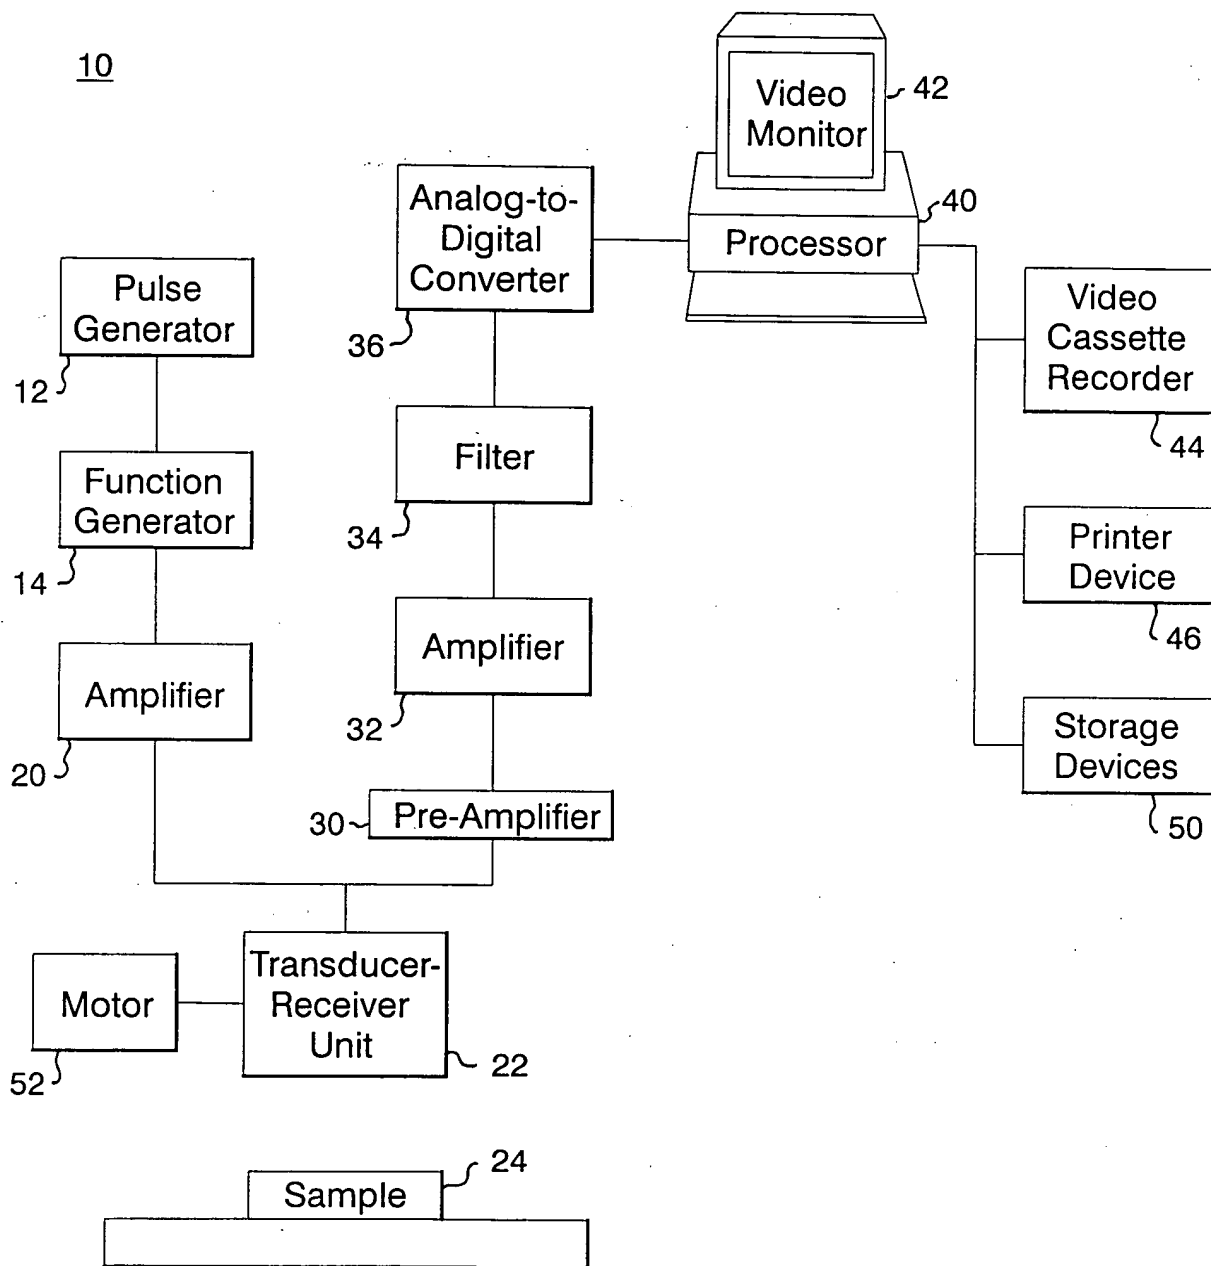 10
Video
Monitor
42
Analog-to-
Digital
Converter
36
Processor
40
Pulse
Generator
12
Video
Cassette
Recorder
44
Function
Generator
14
Filter
34
Printer
Device
46
Amplifier
20
Amplifier
32
Storage
Devices
50
30
Pre-Amplifier
Motor
52
Transducer-
Receiver
Unit
22
Sample
24